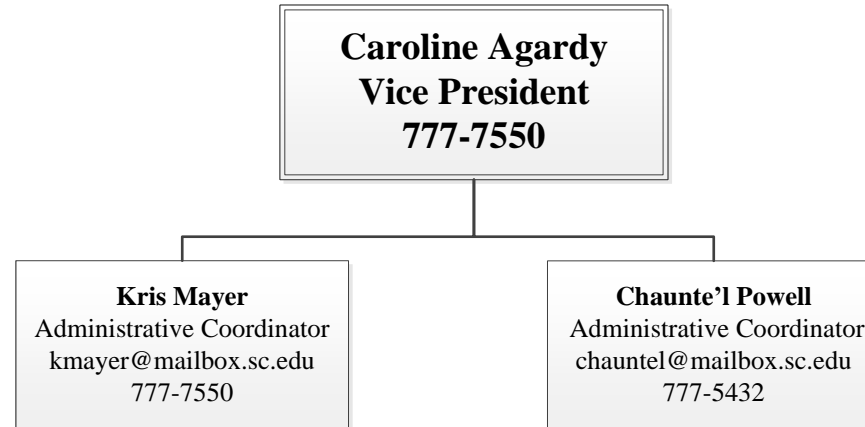 Caroline Agardy
Vice President
777-7550
Kris Mayer
Administrative Coordinator
kmayer@mailbox.sc.edu
777-7550
Chaunte’l Powell
Administrative Coordinator
chauntel@mailbox.sc.edu
777-5432